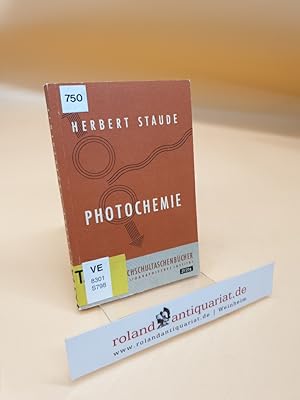 750
HERBERT STAUDE
PHOTOCHEMIE
T
CHSCHULTASCHENBÜCHER
VE
8301
S798
roland antiquariat.de
www.rolandantiquariat.de | Weinheim